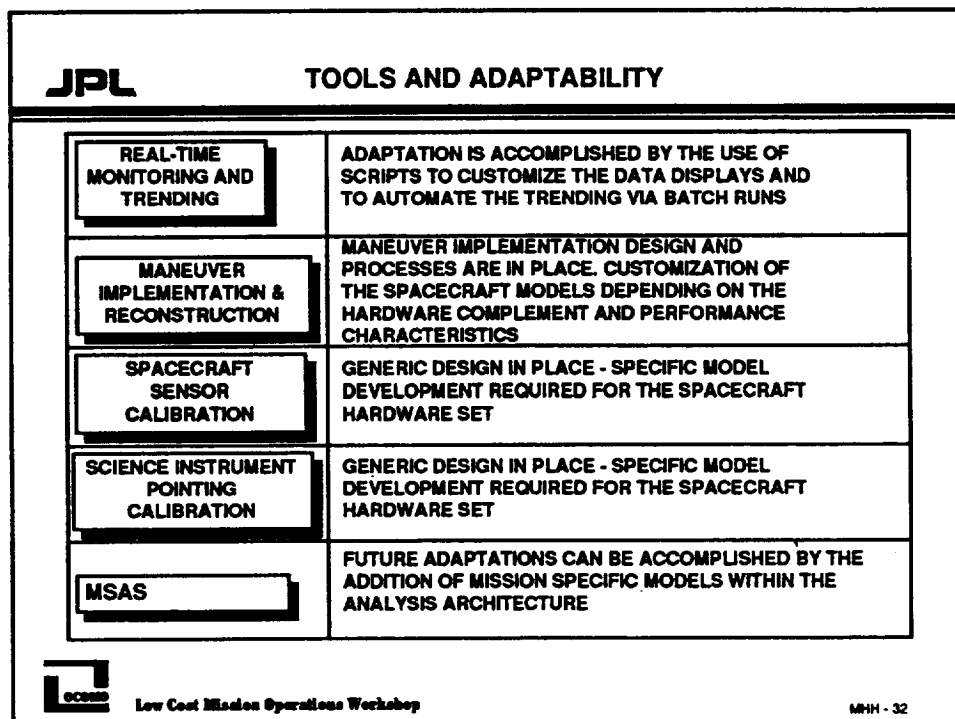 JPL
TOOLS AND ADAPTABILITY
REAL-TIME
MONITORING AND
TRENDING
ADAPTATION IS ACCOMPLISHED BY THE USE OF
SCRIPTS TO CUSTOMIZE THE DATA DISPLAYS AND
TO AUTOMATE THE TRENDING VIA BATCH RUNS
MANEUVER
IMPLEMENTATION &
RECONSTRUCTION
MANEUVER IMPLEMENTATION DESIGN AND
PROCESSES ARE IN PLACE. CUSTOMIZATION OF
THE SPACECRAFT MODELS DEPENDING ON THE
HARDWARE COMPLEMENT AND PERFORMANCE
CHARACTERISTICS
SPACECRAFT
SENSOR
CALIBRATION
GENERIC DESIGN IN PLACE - SPECIFIC MODEL
DEVELOPMENT REQUIRED FOR THE SPACECRAFT
HARDWARE SET
SCIENCE INSTRUMENT
POINTING
CALIBRATION
GENERIC DESIGN IN PLACE - SPECIFIC MODEL
DEVELOPMENT REQUIRED FOR THE SPACECRAFT
HARDWARE SET
MSAS
FUTURE ADAPTATIONS CAN BE ACCOMPLISHED BY THE
ADDITION OF MISSION SPECIFIC MODELS WITHIN THE
ANALYSIS ARCHITECTURE
Low Cost Mission Operations Workshop
MHH - 32